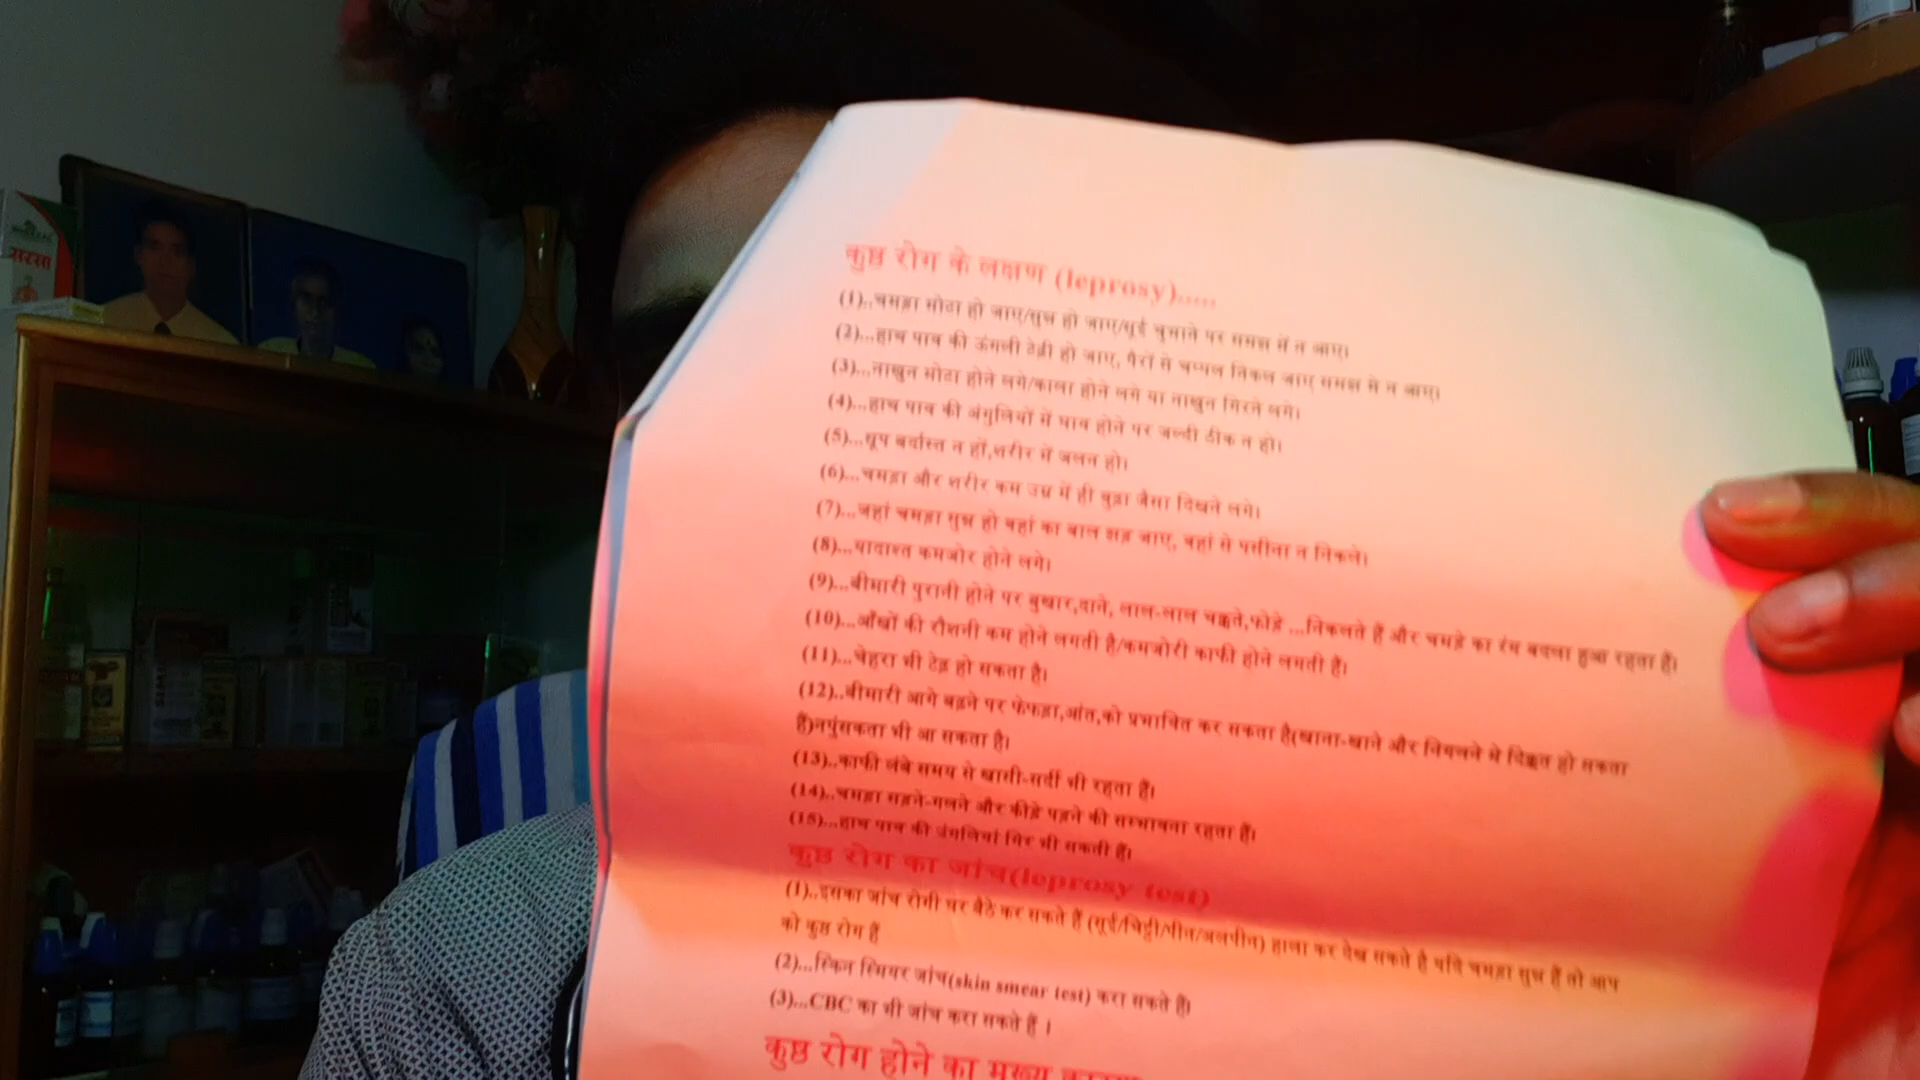 सरसा
कुष्ठ रोग के लक्षण (leprosy).....
(1)..चमड़ा मोटा हो जाए/सुन्न हो जाए/सूई चुभाने पर समझ में न आए।
(2)...हाथ पाव की ऊंगली टेढ़ी हो जाए, पैरों से चप्पल निकल जाए समझ मे न आए।
(3)...नाखुन मोटा होने लगे/काला होने लगे या नाखुन गिरने लगे।
(4)...हाथ पाव की अंगुलियों में घाव होने पर जल्दी ठीक न हो।
(5)...धूप बर्दास्त न हों,शरीर में जलन हो।
(6)...चमड़ा और शरीर कम उम्र में ही बुढ़ा जैसा दिखने लगे।
(7)...जहां चमड़ा सुन्न हो वहां का बाल झड़ जाए, वहां से पसीना न निकले।
(8)...यादास्त कमजोर होने लगे।
(9)...बीमारी पुरानी होने पर बुखार,दाने, लाल-लाल चक्कते,फोड़े ...निकलते हैं और चमड़े का रंग बदला हुआ रहता है।
(10)...आँखों की रौशनी कम होने लगती है/कमजोरी काफी होने लगती हैं।
(11)...चेहरा भी टेढ़ हो सकता है।
(12)..बीमारी आगे बढ़ने पर फेफड़ा,आंत,को प्रभावित कर सकता है(खाना-खाने और निगलने मे दिक्कत हो सकता
हैं)नपुंसकता भी आ सकता है।
(13)..काफी लंबे समय से खासी-सर्दी भी रहता हैं।
(14)..चमड़ा सड़ने-गलने और कीड़े पड़ने की सम्भावना रहता हैं।
(15)...हाथ पाव की उंगलियां गिर भी सकती हैं।
कुष्ठ रोग का जांच(leprosy test)
(1)..इसका जांच रोगी घर बैठे कर सकते हैं (सूई/चिट्टी/पीन/अलपीन) हाला कर देख सकते है यदि चमड़ा सुन्न हैं तो आप
को कुष्ठ रोग हैं
(2)...स्किन स्मियर जांच(skin smear test) करा सकते हैं।
(3)...CBC का भी जांच करा सकते हैं ।
कुष्ठ रोग होने का मुख्य कारण